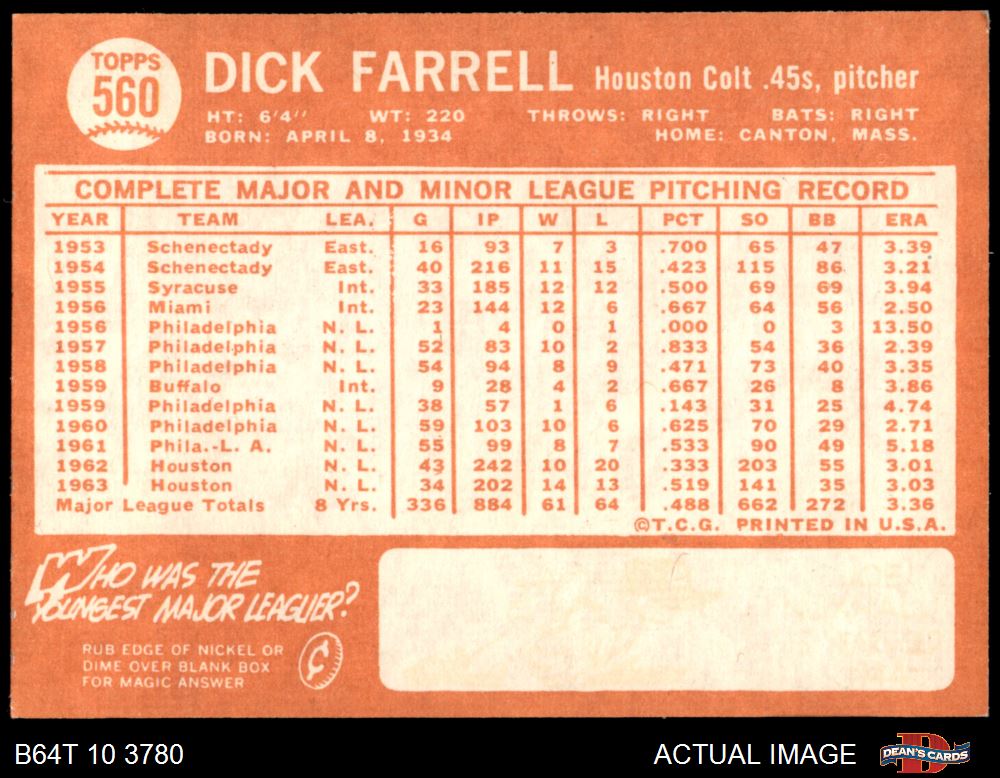 TOPPS
560
DICK FARRELL Houston Colt .45s, pitcher
HT: 6'4" WT: 220 THROWS: RIGHT BATS: RIGHT
BORN: APRIL 8, 1934 HOME: CANTON, MASS.
COMPLETE MAJOR AND MINOR LEAGUE PITCHING RECORD
YEAR TEAM LEA. G IP W L PCT SO BB ERA
1953 Schenectady East. 16 93 7 3 .700 65 47 3.39
1954 Schenectady East. 40 216 11 15 .423 115 86 3.21
1955 Syracuse Int. 33 185 12 12 .500 69 69 3.94
1956 Miami Int. 23 144 12 6 .667 64 56 2.50
1956 Philadelphia N. L. 1 4 0 1 .000 0 3 13.50
1957 Philadelphia N. L. 52 83 10 2 .833 54 36 2.39
1958 Philadelphia N. L. 54 94 8 9 .471 73 40 3.35
1959 Buffalo Int. 9 28 4 2 .667 26 8 3.86
1959 Philadelphia N. L. 38 57 1 6 .143 31 25 4.74
1960 Philadelphia N. L. 59 103 10 6 .625 70 29 2.71
1961 Phila.-L. A. N. L. 55 99 8 7 .533 90 49 5.18
1962 Houston N. L. 43 242 10 20 .333 203 55 3.01
1963 Houston N. L. 34 202 14 13 .519 141 35 3.03
Major League Totals 8 Yrs. 336 884 61 64 .488 662 272 3.36
©T.C.G. PRINTED IN U.S.A.
WHO WAS THE
YOUNGEST MAJOR LEAGUER?
RUB EDGE OF NICKEL OR
DIME OVER BLANK BOX
FOR MAGIC ANSWER
¢
B64T 10 3780 ACTUAL IMAGE DEAN'S CARDS